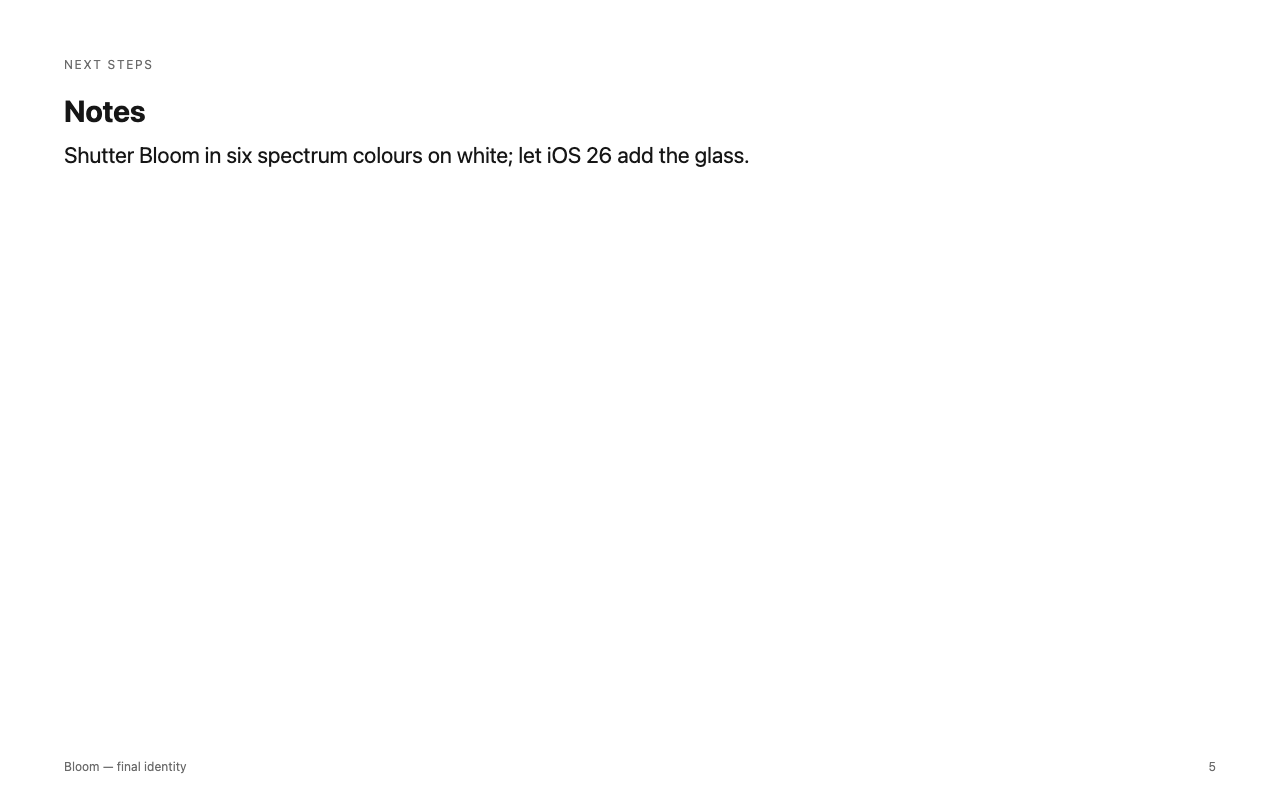 NEXT STEPS
Notes
Shutter Bloom in six spectrum colours on white; let iOS 26 add the glass.
Bloom — final identity
5